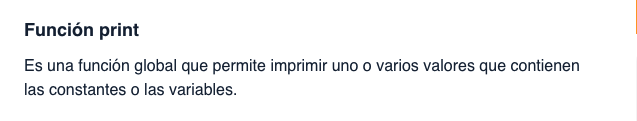 Función print
Es una función global que permite imprimir uno o varios valores que contienen
las constantes o las variables.